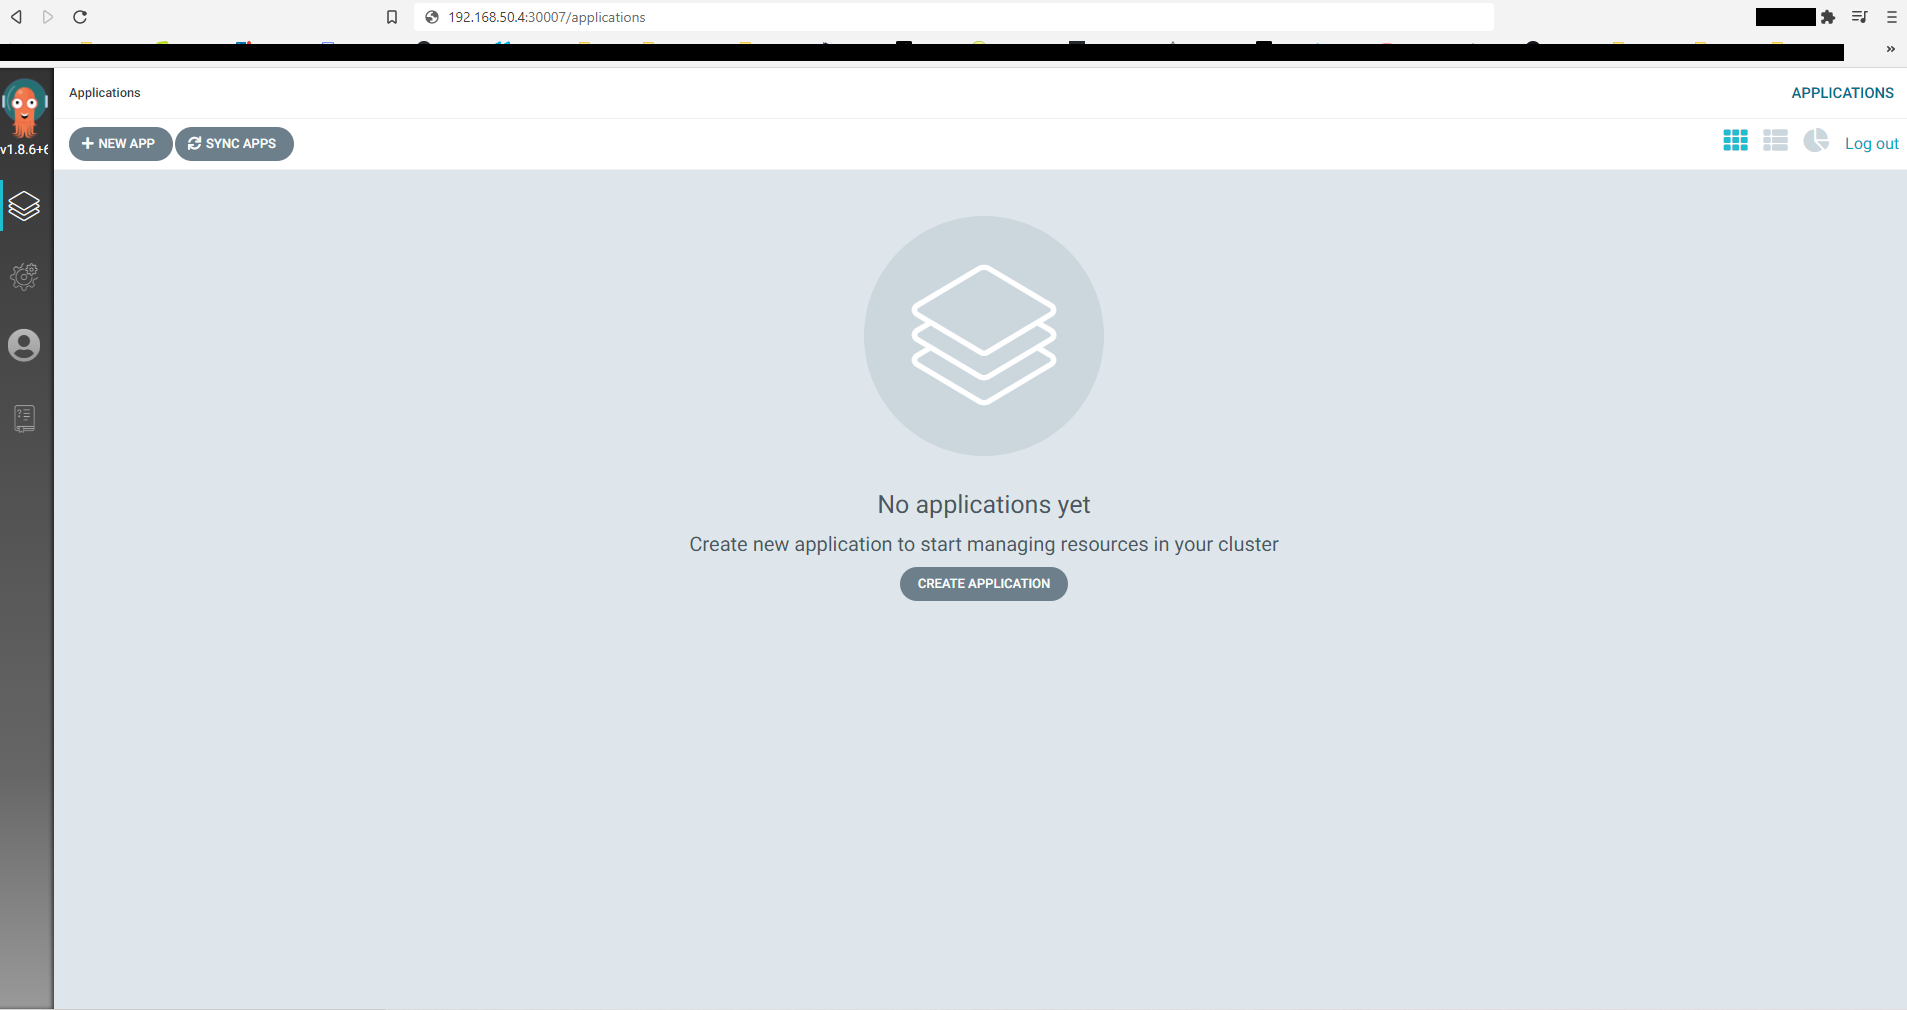 192.168.50.4:30007/applications
»
Applications
APPLICATIONS
v1.8.6+6
NEW APP
SYNC APPS
Log out
No applications yet
Create new application to start managing resources in your cluster
CREATE APPLICATION